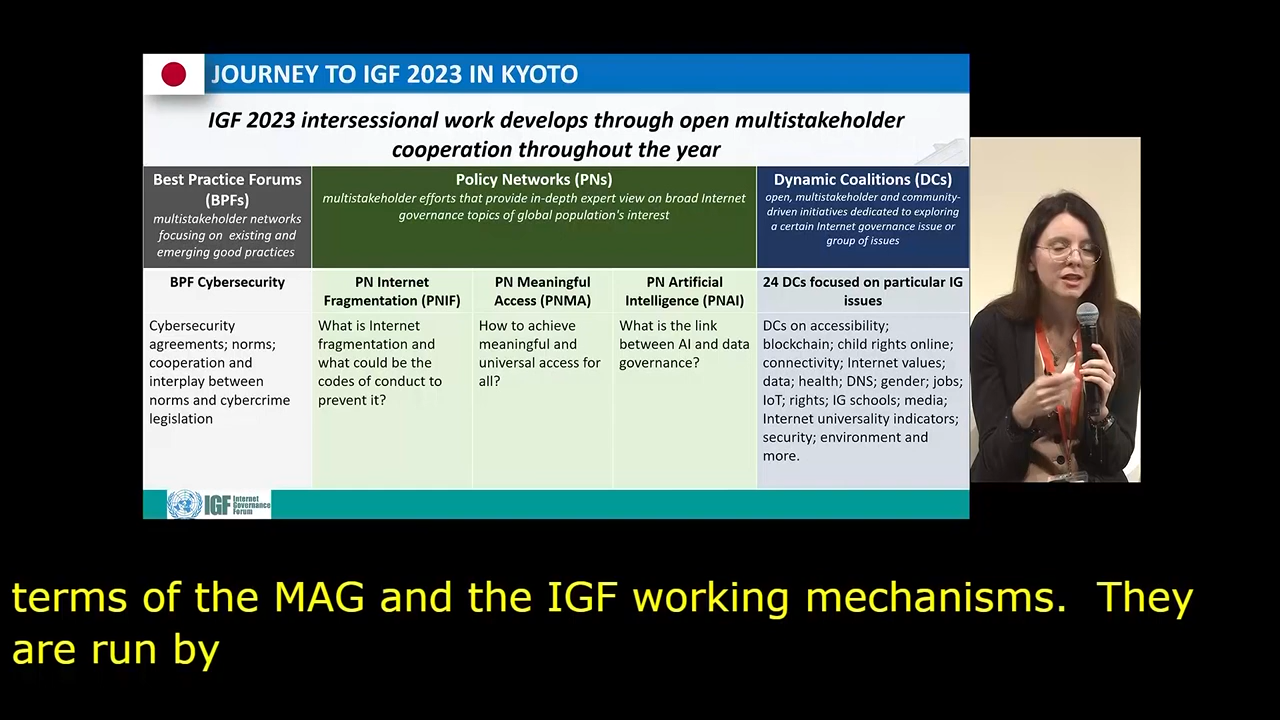 JOURNEY TO IGF 2023 IN KYOTO
IGF 2023 intersessional work develops through open multistakeholder
cooperation throughout the year
Best Practice Forums
(BPFs)
multistakeholder networks
focusing on existing and
emerging good practices
Policy Networks (PNs)
multistakeholder efforts that provide in-depth expert view on broad Internet
governance topics of global population's interest
Dynamic Coalitions (DCs)
open, multistakeholder and community-
driven initiatives dedicated to exploring
a certain Internet governance issue or
group of issues
BPF Cybersecurity
PN Internet
Fragmentation (PNIF)
PN Meaningful
Access (PNMA)
PN Artificial
Intelligence (PNAI)
24 DCs focused on particular IG
issues
Cybersecurity
agreements; norms;
cooperation and
interplay between
norms and cybercrime
legislation
What is Internet
fragmentation and
what could be the
codes of conduct to
prevent it?
How to achieve
meaningful and
universal access for
all?
What is the link
between AI and data
governance?
DCs on accessibility;
blockchain; child rights online;
connectivity; Internet values;
data; health; DNS; gender; jobs;
IoT; rights; IG schools; media;
Internet universality indicators;
security; environment and
more.
IGF
Internet
Governance
Forum
terms of the MAG and the IGF working mechanisms.  They
are run by